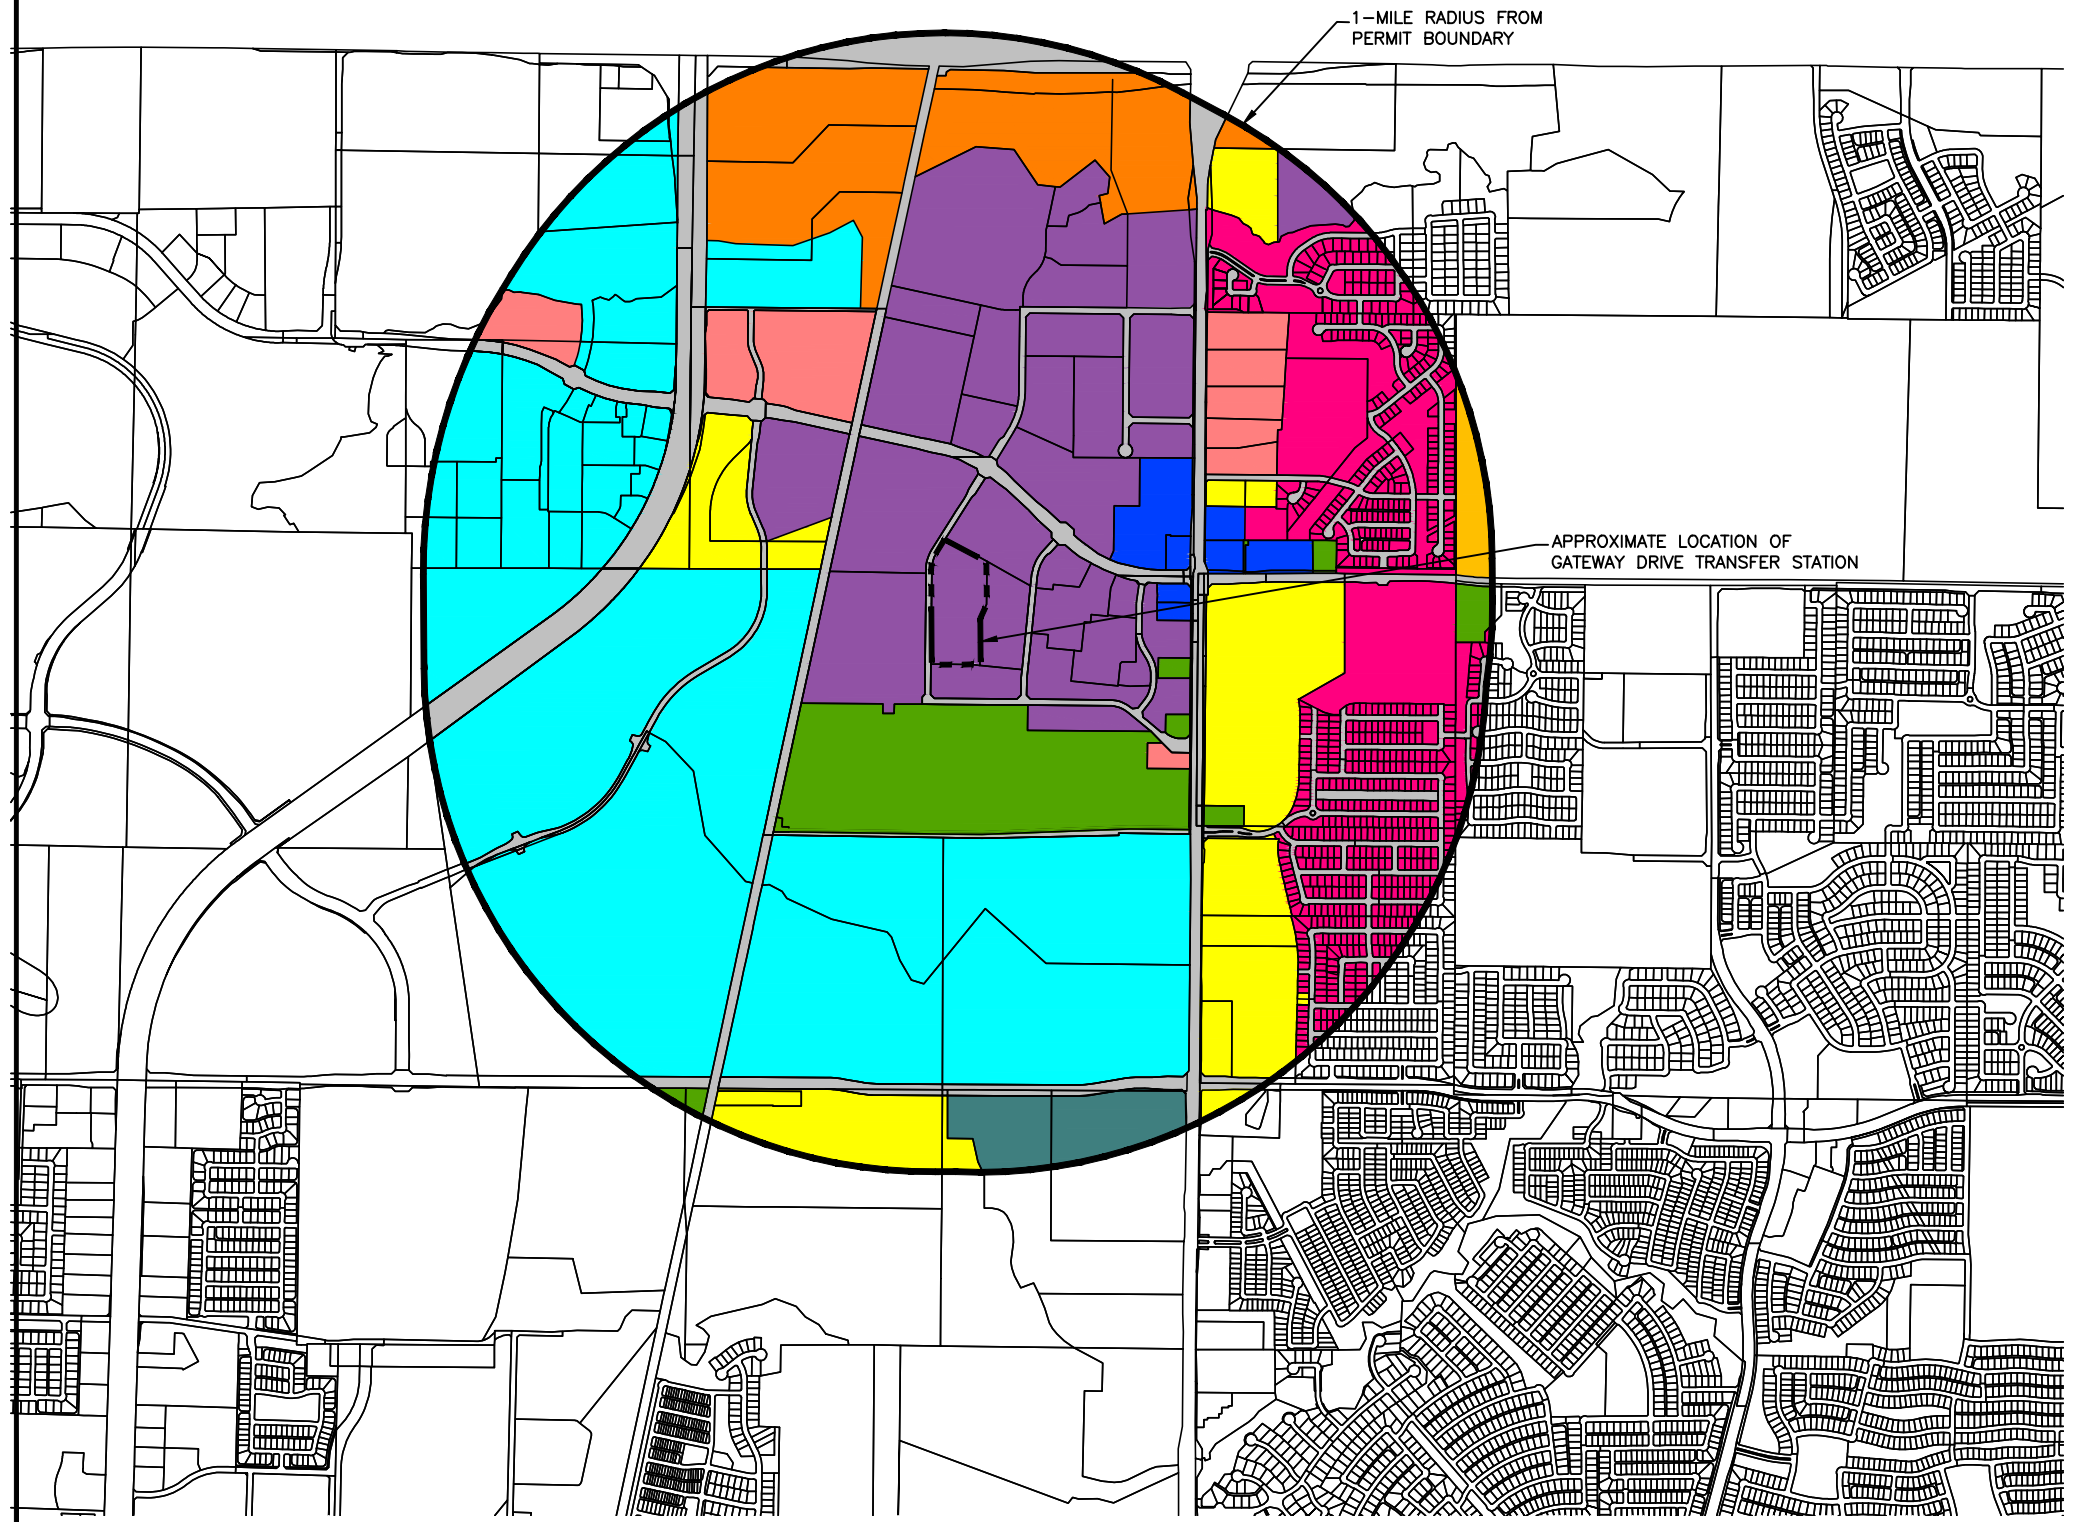 1-MILE RADIUS FROM
PERMIT BOUNDARY
APPROXIMATE LOCATION OF
GATEWAY DRIVE TRANSFER STATION